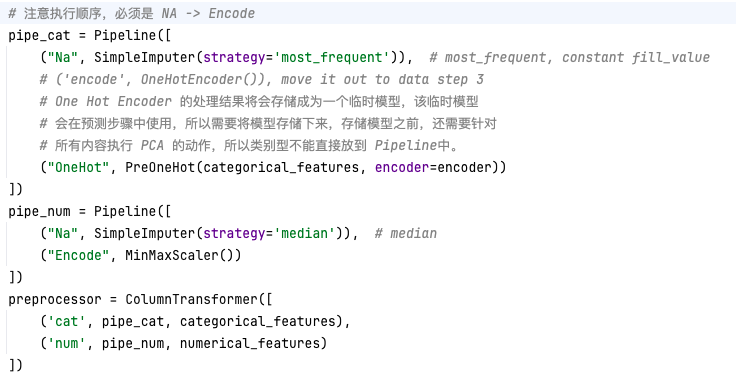 # 注意执行顺序，必须是 NA -> Encode
pipe_cat = Pipeline([
    ("Na", SimpleImputer(strategy='most_frequent')),  # most_frequent, constant fill_value
    # ('encode', OneHotEncoder()), move it out to data step 3
    # One Hot Encoder 的处理结果将会存储成为一个临时模型，该临时模型
    # 会在预测步骤中使用，所以需要将模型存储下来，存储模型之前，还需要针对
    # 所有内容执行 PCA 的动作，所以类别型不能直接放到 Pipeline中。
    ("OneHot", PreOneHot(categorical_features, encoder=encoder))
])
pipe_num = Pipeline([
    ("Na", SimpleImputer(strategy='median')),  # median
    ("Encode", MinMaxScaler())
])
preprocessor = ColumnTransformer([
    ('cat', pipe_cat, categorical_features),
    ('num', pipe_num, numerical_features)
])